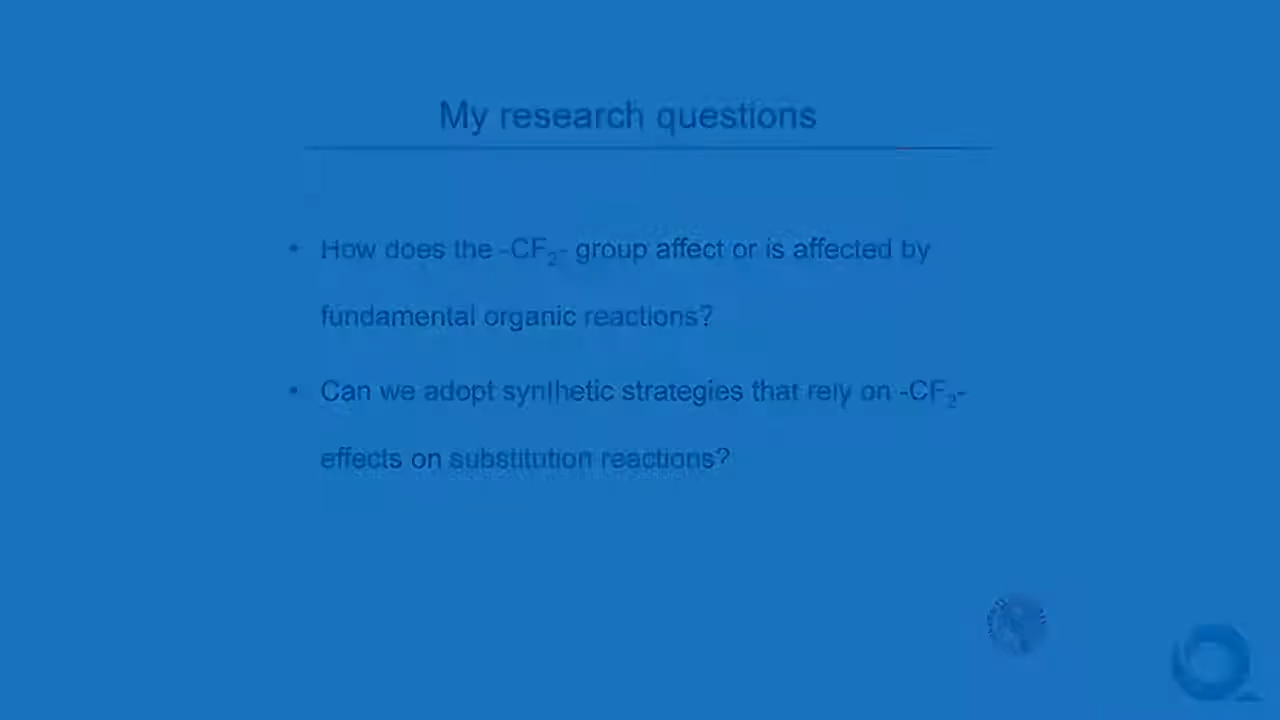 My research questions
• How does the -CF₂- group affect or is affected by
fundamental organic reactions?
• Can we adopt synthetic strategies that rely on -CF₂-
effects on substitution reactions?